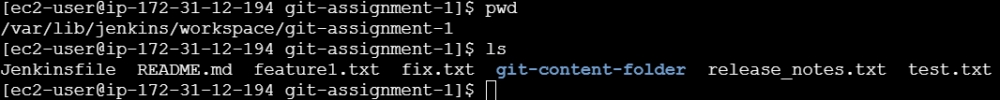 [ec2-user@ip-172-31-12-194 git-assignment-1]$ pwd
/var/lib/jenkins/workspace/git-assignment-1
[ec2-user@ip-172-31-12-194 git-assignment-1]$ ls
Jenkinsfile  README.md  feature1.txt  fix.txt  git-content-folder  release_notes.txt  test.txt
[ec2-user@ip-172-31-12-194 git-assignment-1]$